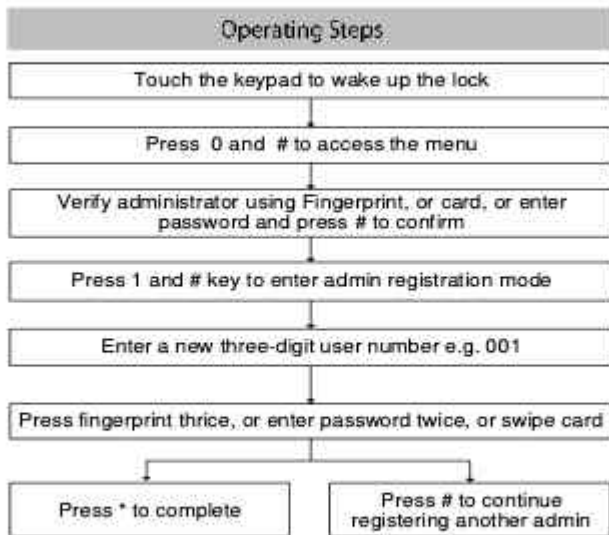 Operating Steps
Touch the keypad to wake up the lock
Press 0 and # to access the menu
Verify administrator using Fingerprint, or card, or enter
password and press # to confirm
Press 1 and # key to enter admin registration mode
Enter a new three-digit user number e.g. 001
Press fingerprint thrice, or enter password twice, or swipe card
Press * to complete
Press # to continue
registering another admin